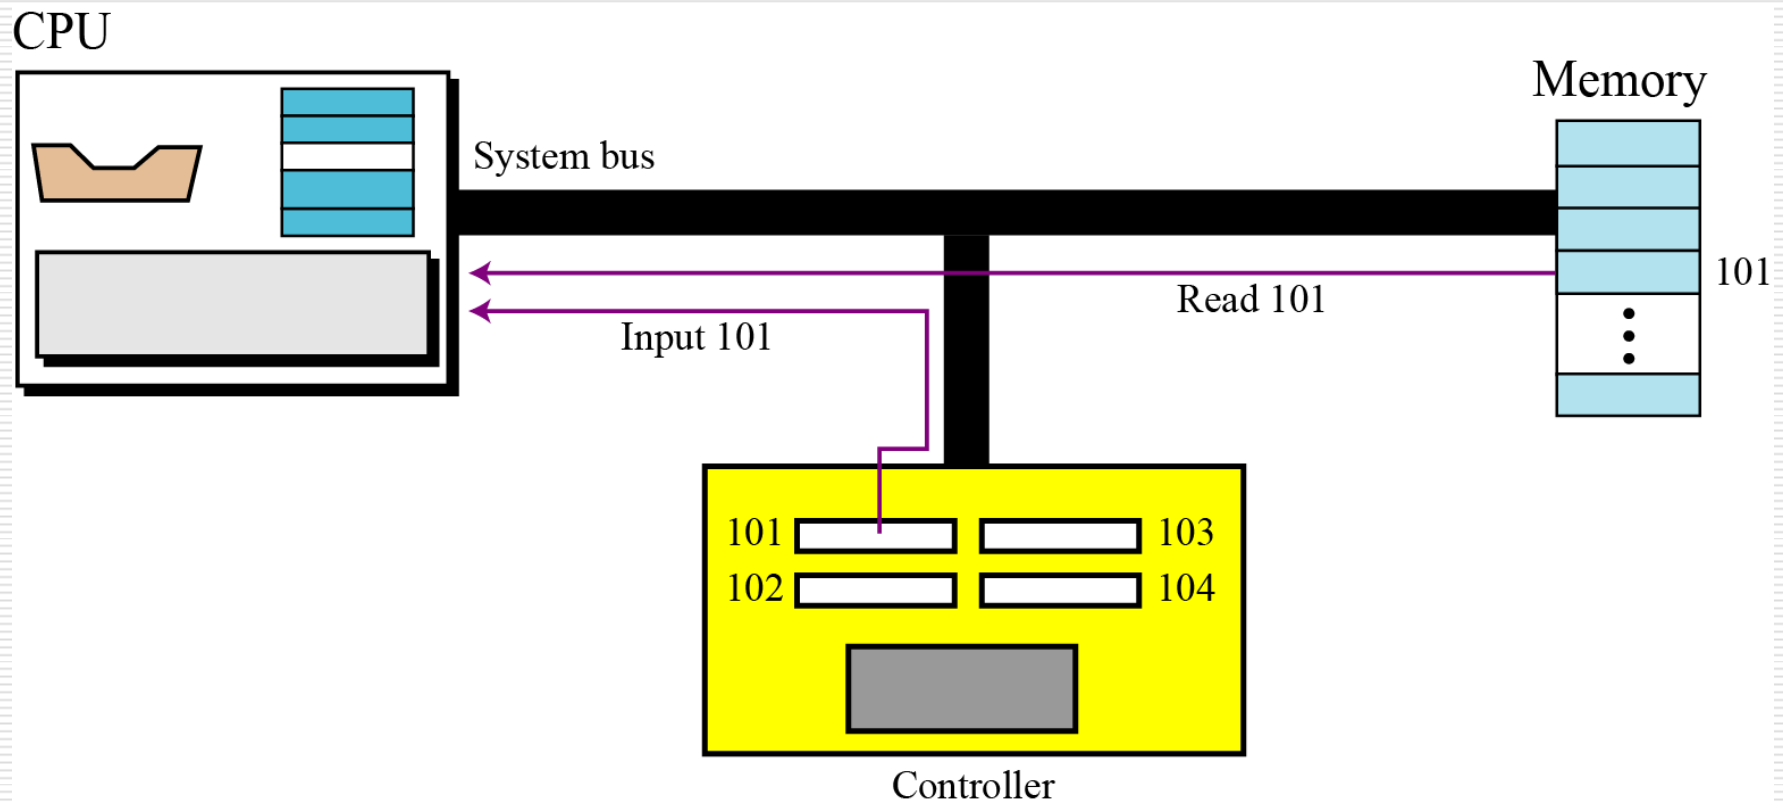 CPU
Memory
System bus
101
Read 101
Input 101
101
103
102
104
Controller